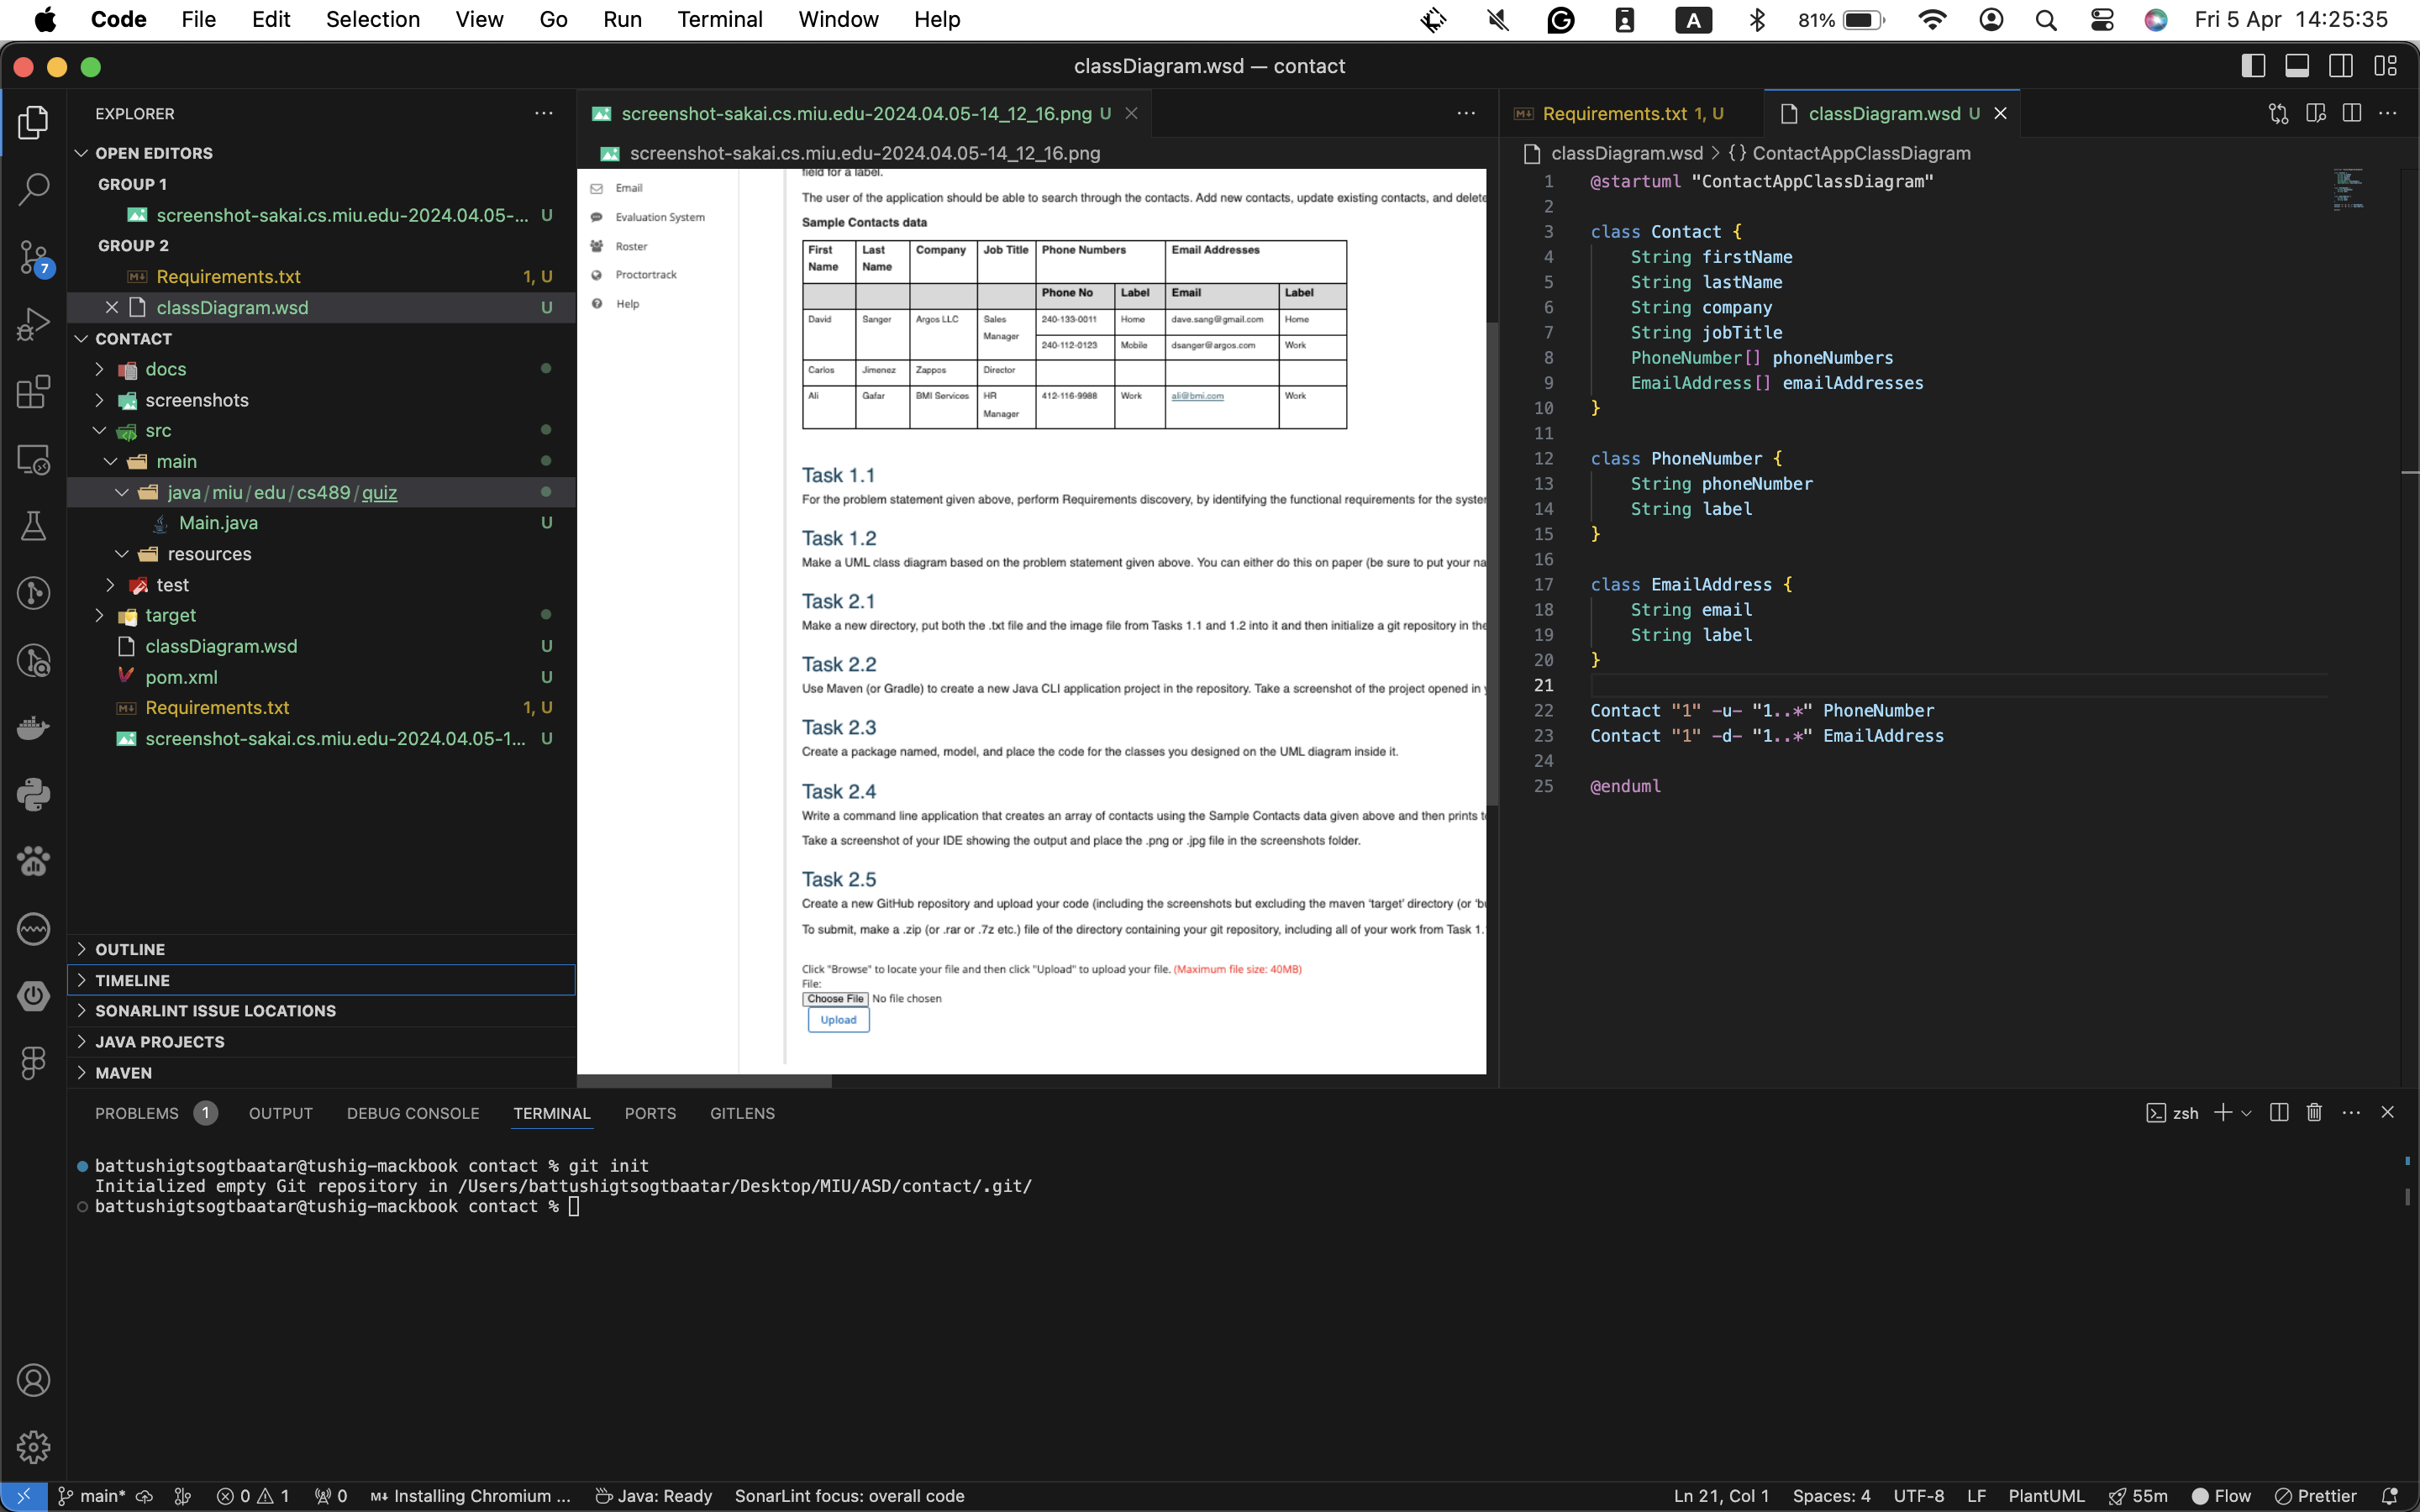 Code File Edit Selection View Go Run Terminal Window Help A 81% Fri 5 Apr 14:25:35
classDiagram.wsd — contact
EXPLORER
OPEN EDITORS
GROUP 1
screenshot-sakai.cs.miu.edu-2024.04.05-... U
GROUP 2
Requirements.txt 1, U
classDiagram.wsd U
CONTACT
docs
screenshots
src
main
java/miu/edu/cs489/quiz
Main.java U
resources
test
target
classDiagram.wsd U
pom.xml U
Requirements.txt 1, U
screenshot-sakai.cs.miu.edu-2024.04.05-1... U
OUTLINE
TIMELINE
SONARLINT ISSUE LOCATIONS
JAVA PROJECTS
MAVEN
7
screenshot-sakai.cs.miu.edu-2024.04.05-14_12_16.png U
screenshot-sakai.cs.miu.edu-2024.04.05-14_12_16.png
Email
Evaluation System
Roster
Proctortrack
Help
field for a label.
The user of the application should be able to search through the contacts. Add new contacts, update existing contacts, and delete
Sample Contacts data
First Name Last Name Company Job Title Phone Numbers Email Addresses
Phone No Label Email Label
David Sanger Argos LLC Sales Manager 240-133-0011 Home dave.sang@gmail.com Home
240-112-0123 Mobile dsanger@argos.com Work
Carlos Jimenez Zappos Director
Ali Gafar BMI Services HR Manager 412-116-9988 Work ali@bmi.com Work
Task 1.1
For the problem statement given above, perform Requirements discovery, by identifying the functional requirements for the system
Task 1.2
Make a UML class diagram based on the problem statement given above. You can either do this on paper (be sure to put your na
Task 2.1
Make a new directory, put both the .txt file and the image file from Tasks 1.1 and 1.2 into it and then initialize a git repository in the
Task 2.2
Use Maven (or Gradle) to create a new Java CLI application project in the repository. Take a screenshot of the project opened in y
Task 2.3
Create a package named, model, and place the code for the classes you designed on the UML diagram inside it.
Task 2.4
Write a command line application that creates an array of contacts using the Sample Contacts data given above and then prints to
Take a screenshot of your IDE showing the output and place the .png or .jpg file in the screenshots folder.
Task 2.5
Create a new GitHub repository and upload your code (including the screenshots but excluding the maven 'target' directory (or 'bu
To submit, make a .zip (or .rar or .7z etc.) file of the directory containing your git repository, including all of your work from Task 1.
Click "Browse" to locate your file and then click "Upload" to upload your file. (Maximum file size: 40MB)
File:
Choose File No file chosen
Upload
Requirements.txt 1, U classDiagram.wsd U
classDiagram.wsd > {} ContactAppClassDiagram
1 @startuml "ContactAppClassDiagram"
2
3 class Contact {
4 String firstName
5 String lastName
6 String company
7 String jobTitle
8 PhoneNumber[] phoneNumbers
9 EmailAddress[] emailAddresses
10 }
11
12 class PhoneNumber {
13 String phoneNumber
14 String label
15 }
16
17 class EmailAddress {
18 String email
19 String label
20 }
21
22 Contact "1" -u- "1..*" PhoneNumber
23 Contact "1" -d- "1..*" EmailAddress
24
25 @enduml
PROBLEMS 1 OUTPUT DEBUG CONSOLE TERMINAL PORTS GITLENS zsh
battushigtsogtbaatar@tushig-mackbook contact % git init
Initialized empty Git repository in /Users/battushigtsogtbaatar/Desktop/MIU/ASD/contact/.git/
battushigtsogtbaatar@tushig-mackbook contact %
main* 0 1 0 Installing Chromium ... Java: Ready SonarLint focus: overall code Ln 21, Col 1 Spaces: 4 UTF-8 LF PlantUML 55m Flow Prettier